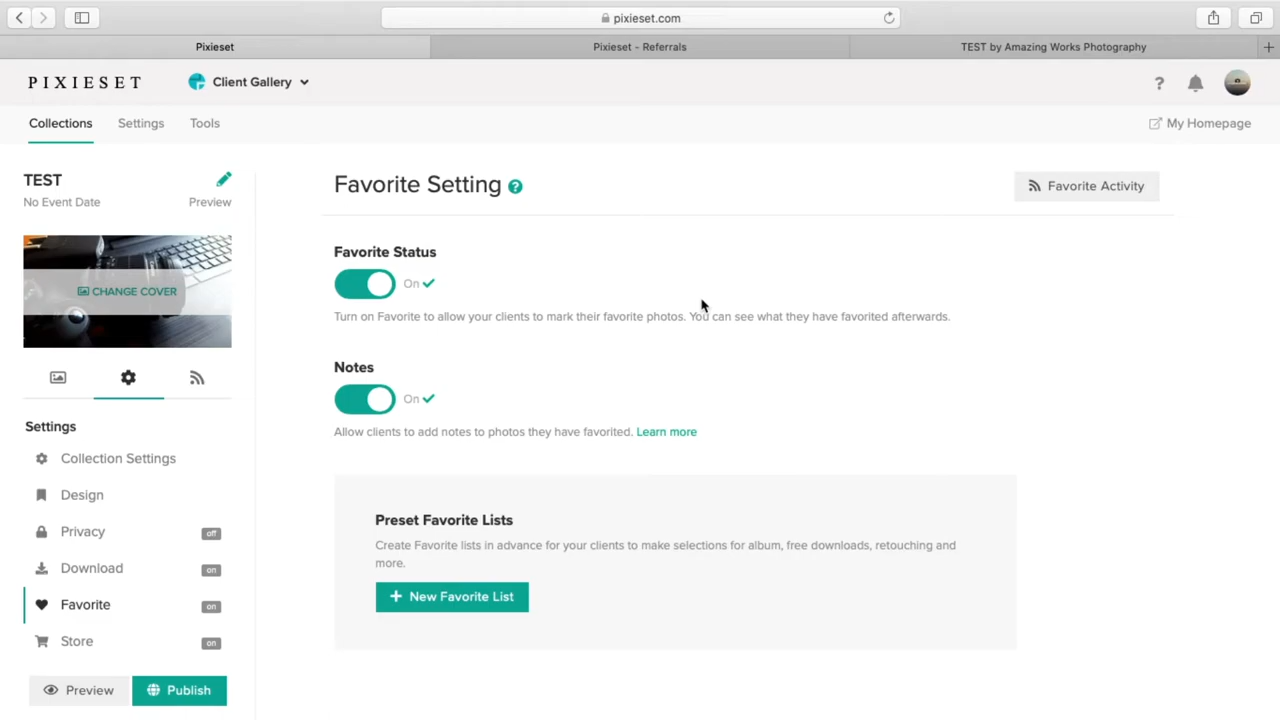 pixieset.com
Pixieset
Pixieset - Referrals
TEST by Amazing Works Photography
PIXIESET
Client Gallery
?
Collections
Settings
Tools
My Homepage
TEST
No Event Date
Preview
CHANGE COVER
Settings
Collection Settings
Design
Privacy
off
Download
on
Favorite
on
Store
on
Preview
Publish
Favorite Setting ?
Favorite Activity
Favorite Status
On
Turn on Favorite to allow your clients to mark their favorite photos. You can see what they have favorited afterwards.
Notes
On
Allow clients to add notes to photos they have favorited. Learn more
Preset Favorite Lists
Create Favorite lists in advance for your clients to make selections for album, free downloads, retouching and
more.
+ New Favorite List